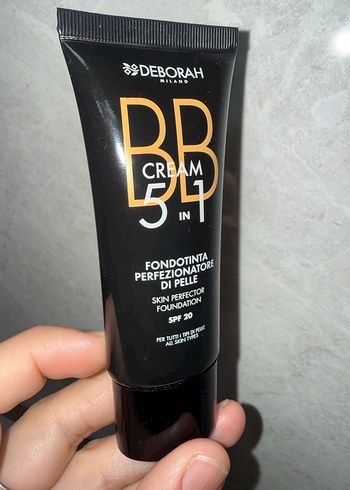 DEBORAH
MILANO
BB
CREAM
5 IN 1
FONDOTINTA
PERFEZIONATORE
DI PELLE
SKIN PERFECTOR
FOUNDATION
SPF 20
PER TUTTI I TIPI DI PELLE
ALL SKIN TYPES